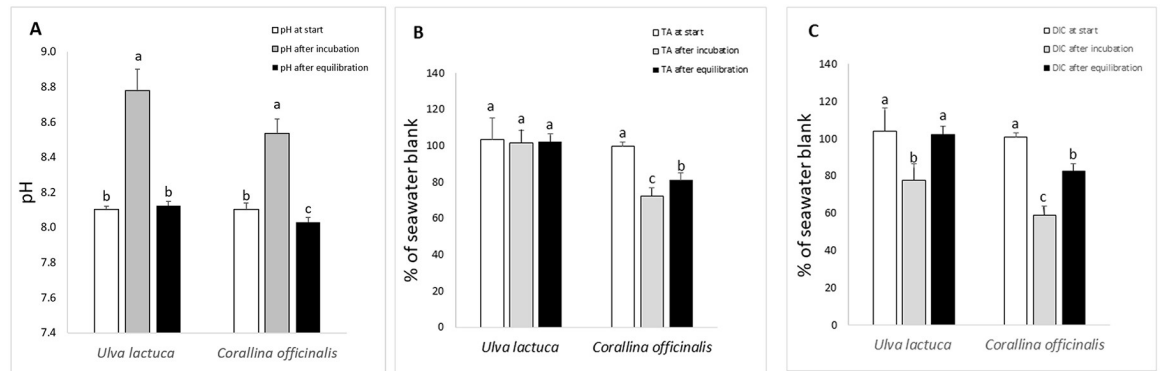 A
pH at start
pH after incubation
pH after equilibration
9.0
8.8
8.6
8.4
8.2
8.0
7.8
7.6
7.4
pH
b
a
b
b
a
c
Ulva lactuca
Corallina officinalis
B
TA at start
TA after incubation
TA after equilibration
140
120
100
80
60
40
20
0
% of seawater blank
a
a
a
a
c
b
Ulva lactuca
Corallina officinalis
C
DIC at start
DIC after incubation
DIC after equilibration
140
120
100
80
60
40
20
0
% of seawater blank
a
b
a
a
c
b
Ulva lactuca
Corallina officinalis